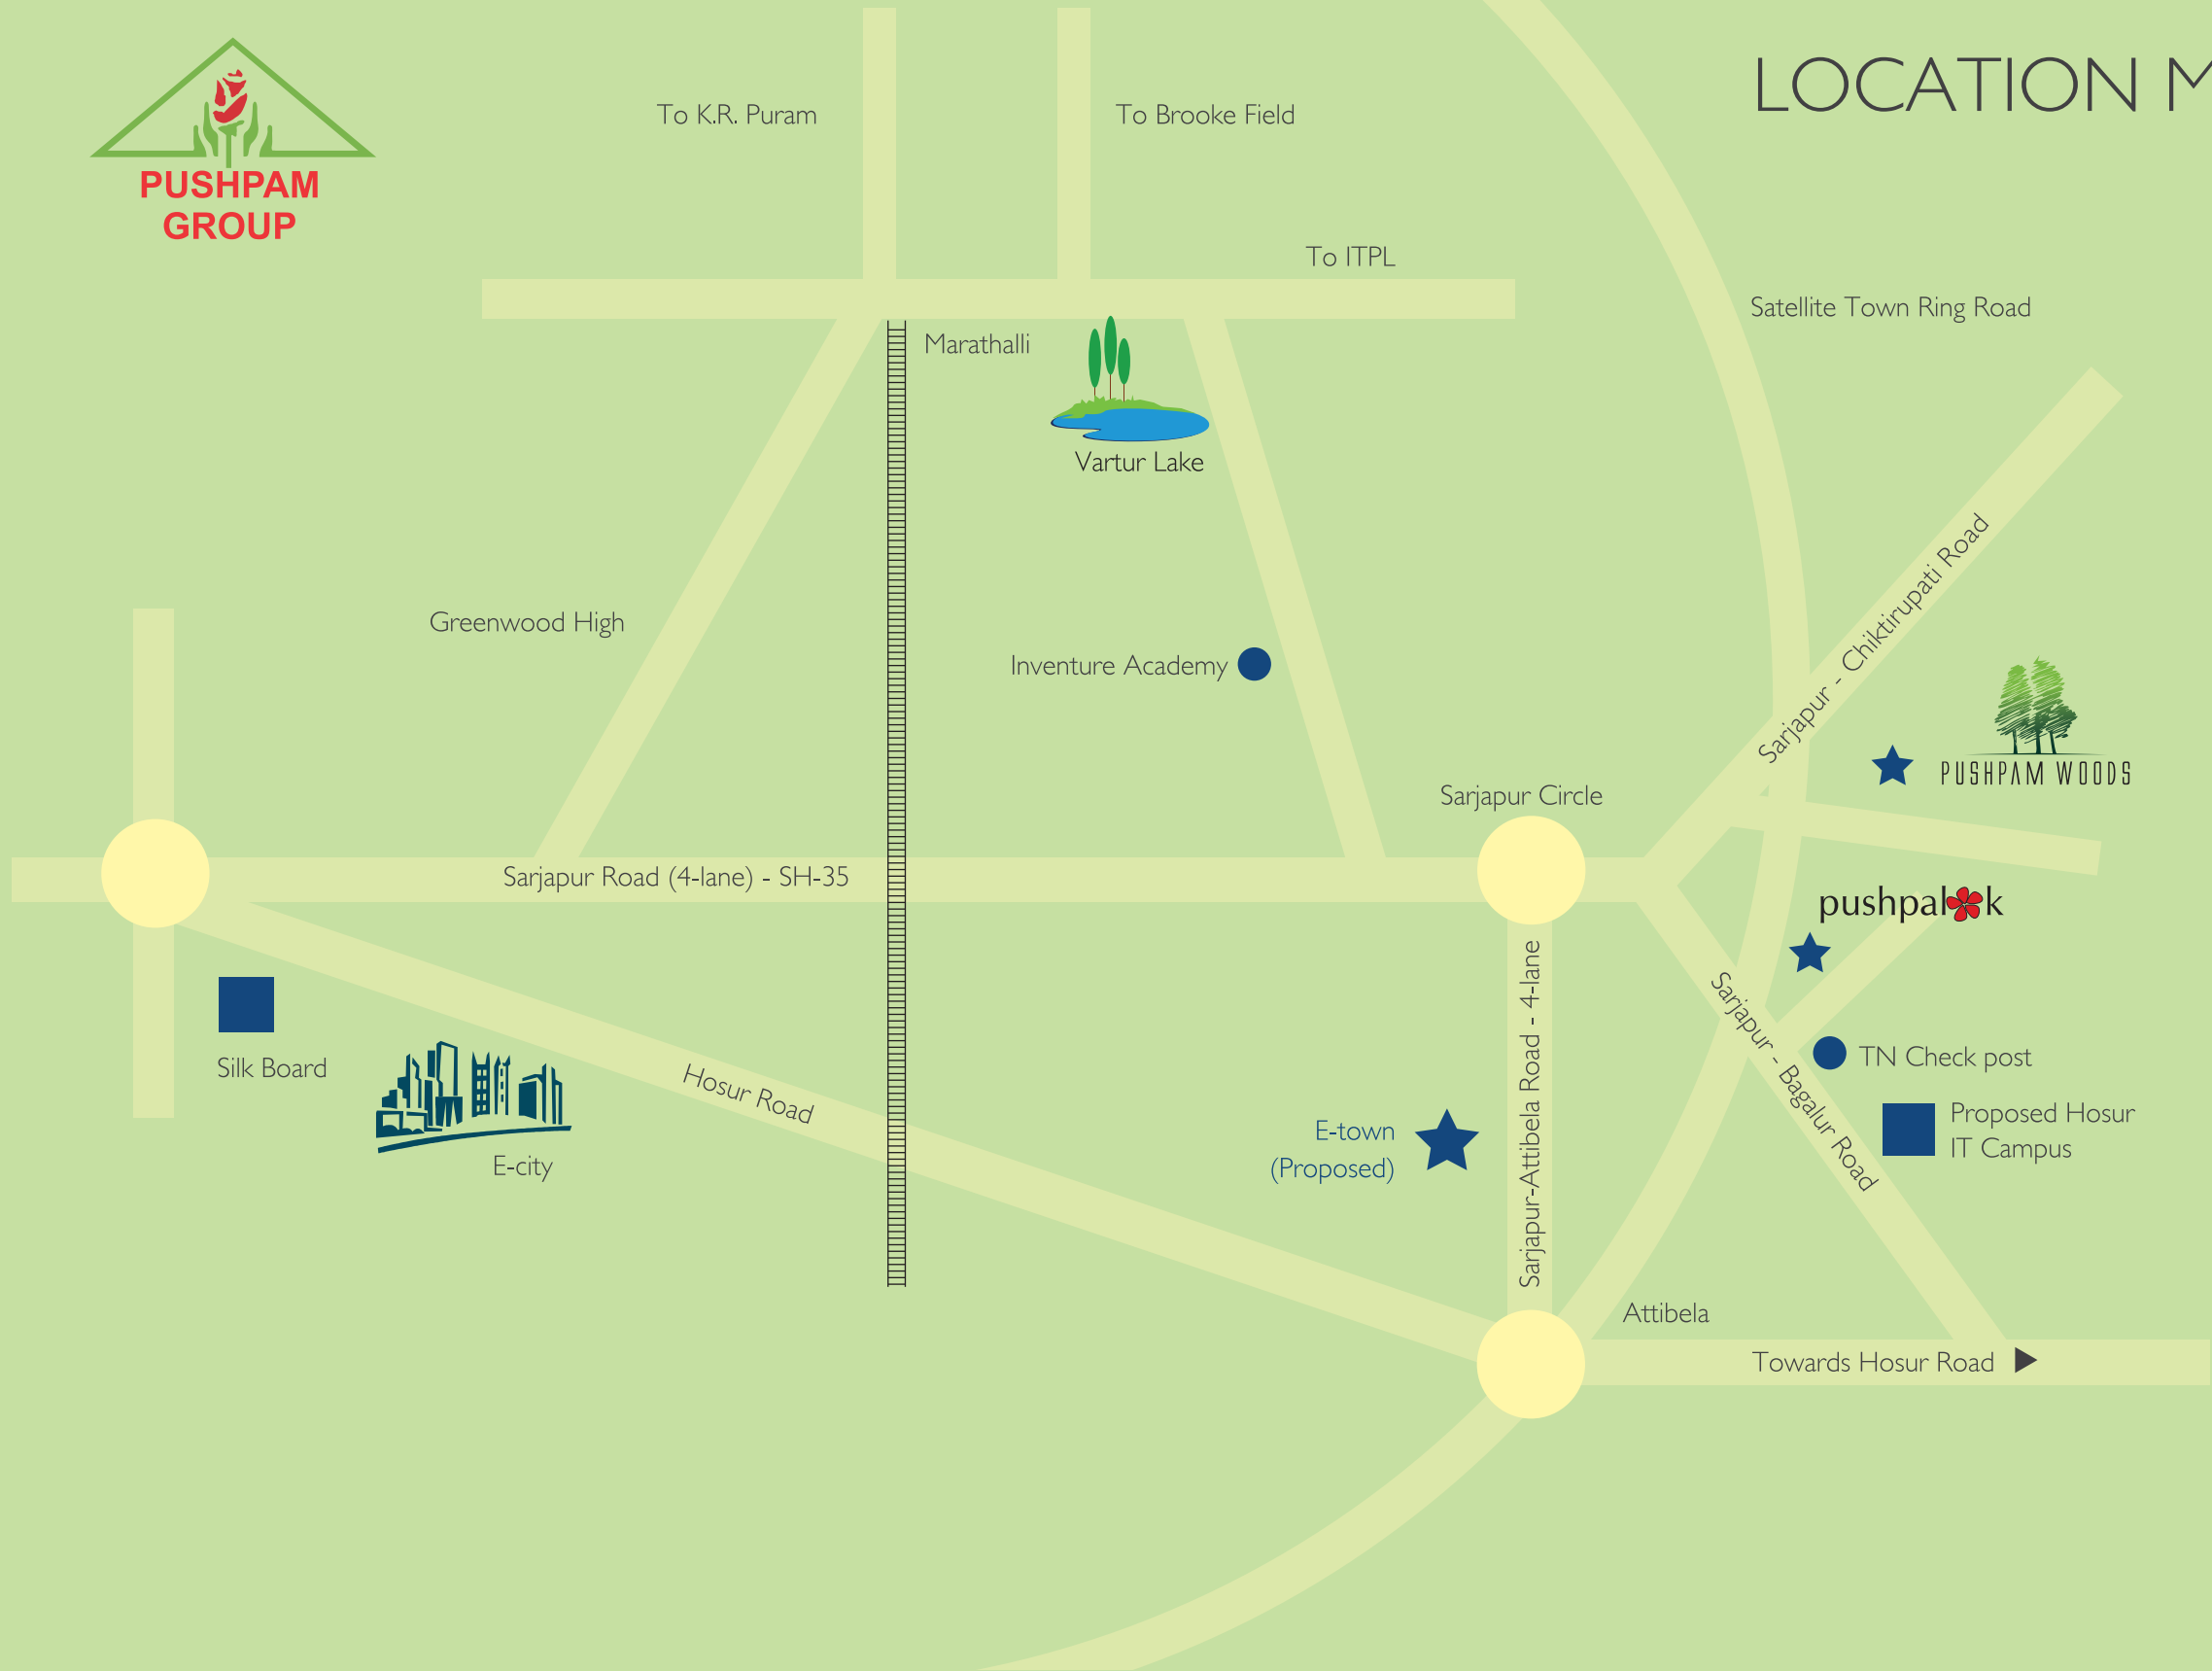 LOCATION M
PUSHPAM
GROUP
To K.R. Puram
To Brooke Field
To ITPL
Satellite Town Ring Road
Marathalli
Vartur Lake
Greenwood High
Inventure Academy
Sarjapur - Chiktirupati Road
PUSHPAM WOODS
Sarjapur Circle
Sarjapur Road (4-lane) - SH-35
pushpalok
Sarjapur-Attibela Road - 4-lane
Sarjapur - Bagalur Road
TN Check post
Silk Board
Hosur Road
E-city
E-town
(Proposed)
Proposed Hosur
IT Campus
Attibela
Towards Hosur Road